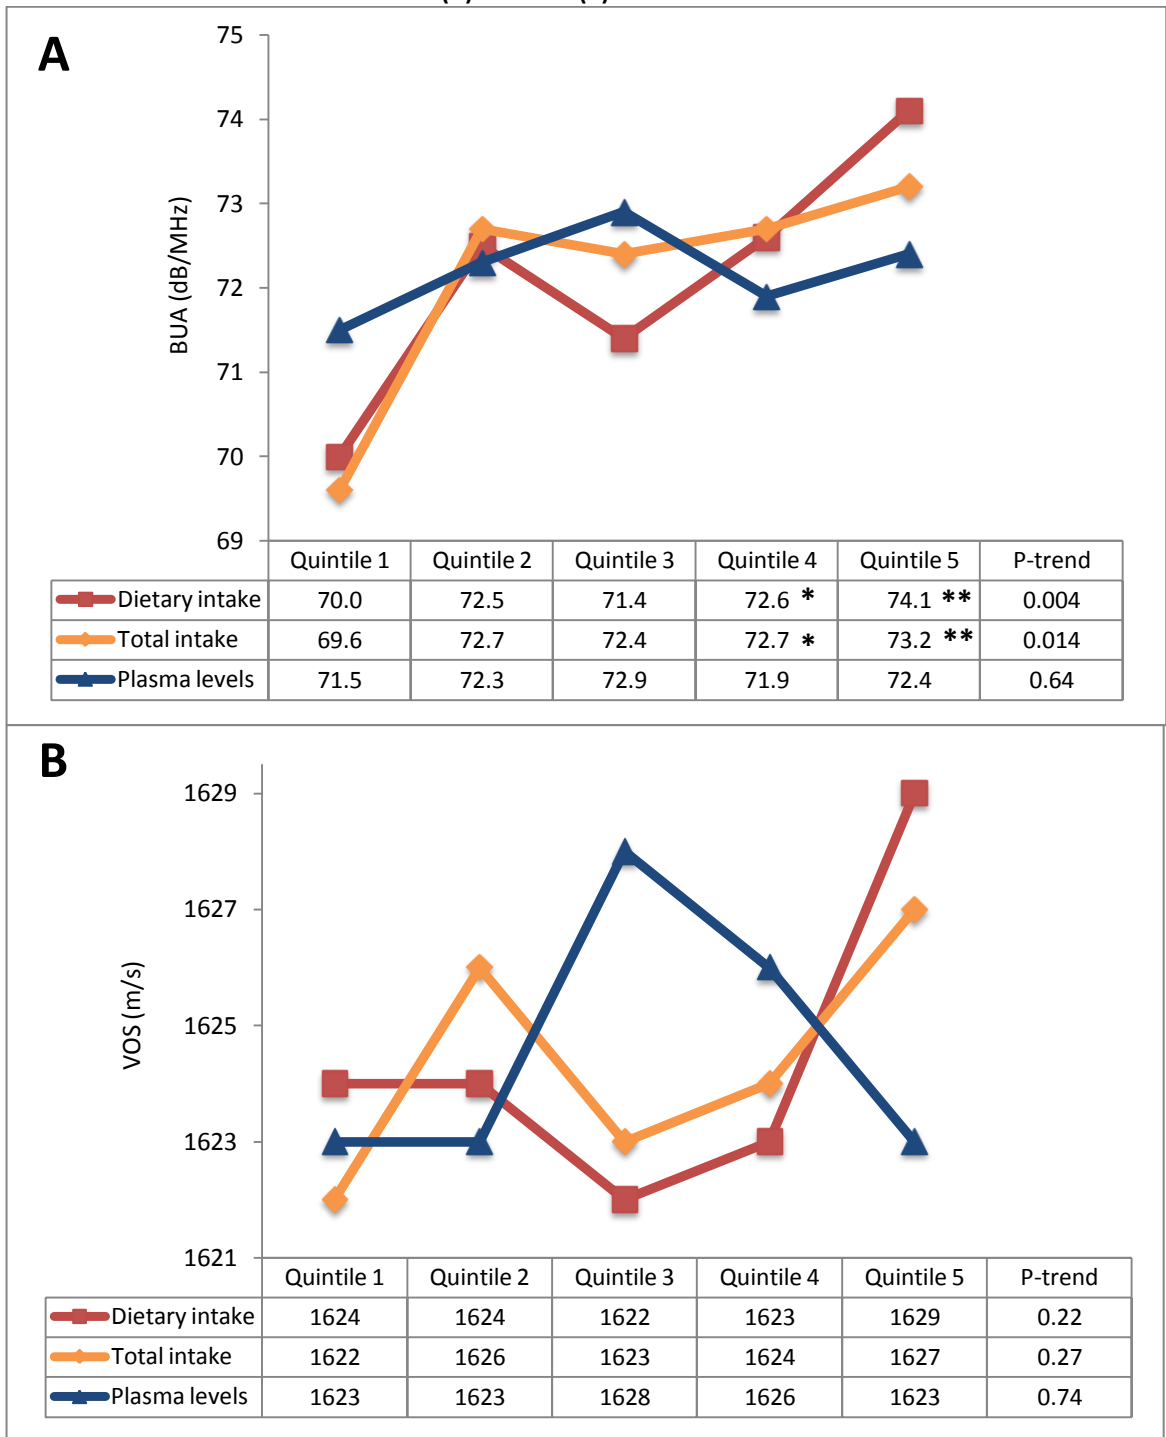 A
75
74
73
72
71
70
69
BUA (dB/MHz)
Quintile 1 Quintile 2 Quintile 3 Quintile 4 Quintile 5 P-trend
Dietary intake 70.0 72.5 71.4 72.6 * 74.1 ** 0.004
Total intake 69.6 72.7 72.4 72.7 * 73.2 ** 0.014
Plasma levels 71.5 72.3 72.9 71.9 72.4 0.64
B
1629
1627
1625
1623
1621
VOS (m/s)
Quintile 1 Quintile 2 Quintile 3 Quintile 4 Quintile 5 P-trend
Dietary intake 1624 1624 1622 1623 1629 0.22
Total intake 1622 1626 1623 1624 1627 0.27
Plasma levels 1623 1623 1628 1626 1623 0.74